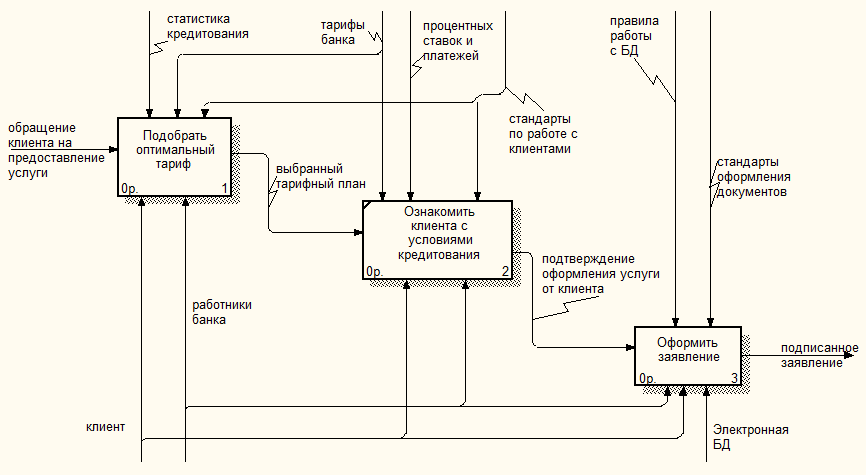 статистика
кредитования
тарифы
банка
процентных
ставок и
платежей
правила
работы
с БД
обращение
клиента на
предоставление
услуги
Подобрать
оптимальный
тариф
0р.
1
стандарты
по работе с
клиентами
выбранный
тарифный план
стандарты
оформления
документов
Ознакомить
клиента с
условиями
кредитования
0р.
2
подтверждение
оформления услуги
от клиента
работники
банка
Оформить
заявление
0р.
3
подписанное
заявление
клиент
Электронная
БД